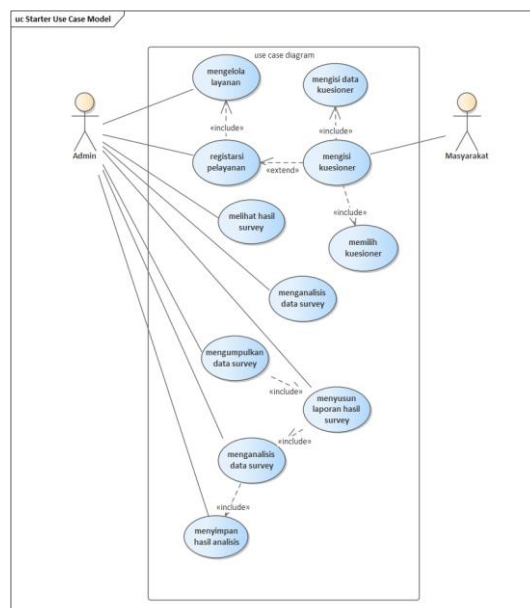 uc Starter Use Case Model
use case diagram
mengelola
layanan
mengisi data
kuesioner
«include»
«include»
Admin
registarsi
pelayanan
«extend»
mengisi
kuesioner
Masyarakat
melihat hasil
survey
«include»
memilih
kuesioner
menganalisis
data survey
mengumpulkan
data survey
«include»
menyusun
laporan hasil
survey
«include»
menganalisis
data survey
«include»
menyimpan
hasil analisis